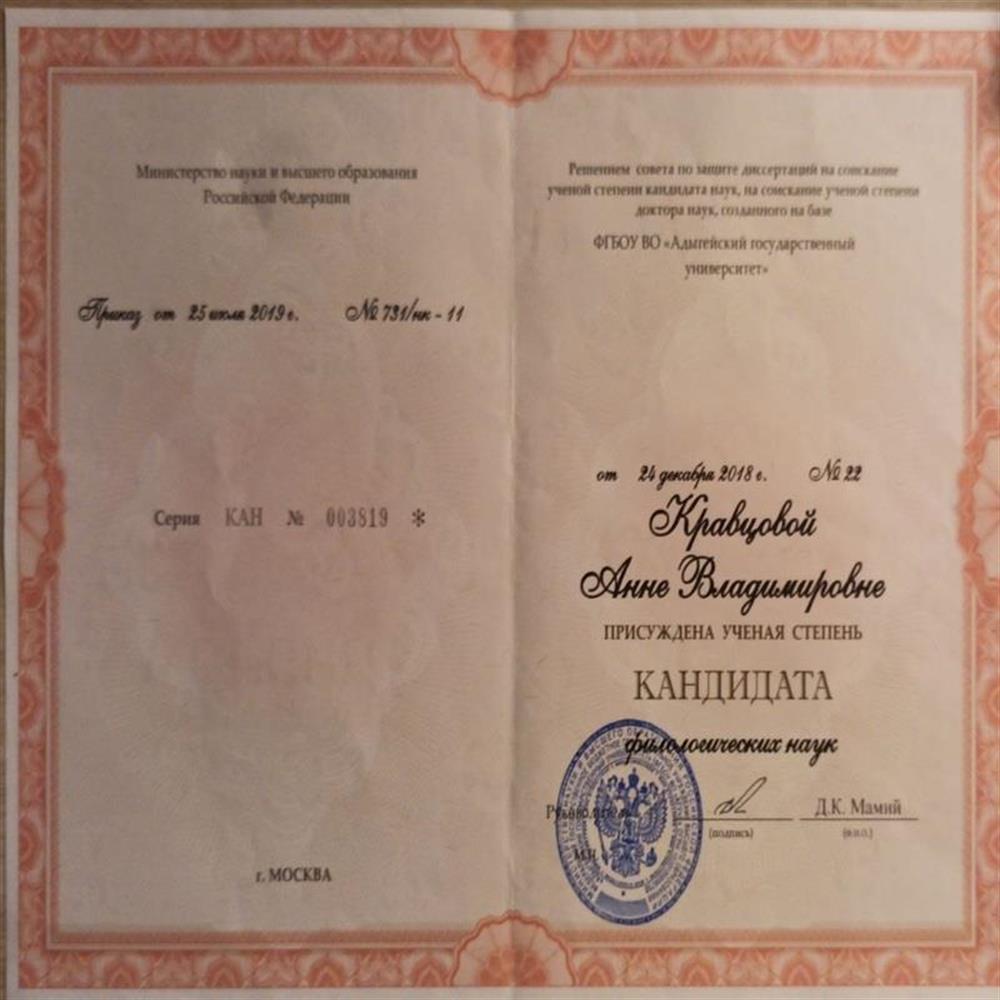 Министерство науки и высшего образования
Российской Федерации
Приказ от 25 июля 2019 г. № 731/нк - 11
Серия КАН № 003819 *
г. МОСКВА
Решением совета по защите диссертаций на соискание
ученой степени кандидата наук, на соискание ученой степени
доктора наук, созданного на базе
ФГБОУ ВО «Адыгейский государственный
университет»
от 24 декабря 2018 г. № 22
Кравцовой
Анне Владимировне
ПРИСУЖДЕНА УЧЕНАЯ СТЕПЕНЬ
КАНДИДАТА
филологических наук
Руководитель
Д.К. Мамий
(подпись) (ф.и.о.)
М.П.